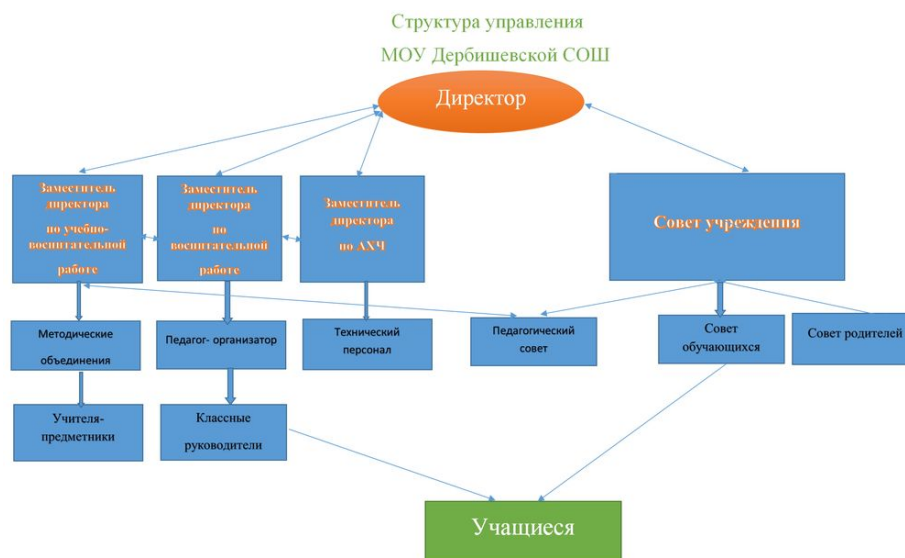 Структура управления
МОУ Дербишевской СОШ
Директор
Заместитель
директора
по учебно-
воспитательной
работе
Заместитель
директора
по
воспитательной
работе
Заместитель
директора
по АХЧ
Совет учреждения
Методические
объединения
Педагог- организатор
Технический
персонал
Педагогический
совет
Совет
обучающихся
Совет родителей
Учителя-
предметники
Классные
руководители
Учащиеся